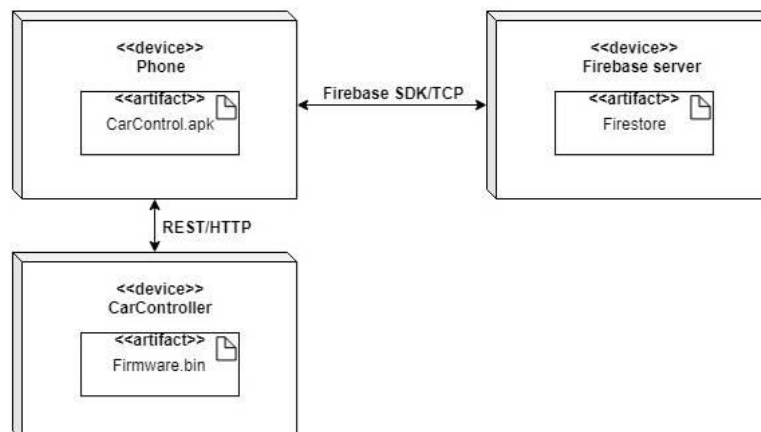 <<device>>
Phone
<<artifact>>
CarControl.apk
Firebase SDK/TCP
<<device>>
Firebase server
<<artifact>>
Firestore
REST/HTTP
<<device>>
CarController
<<artifact>>
Firmware.bin